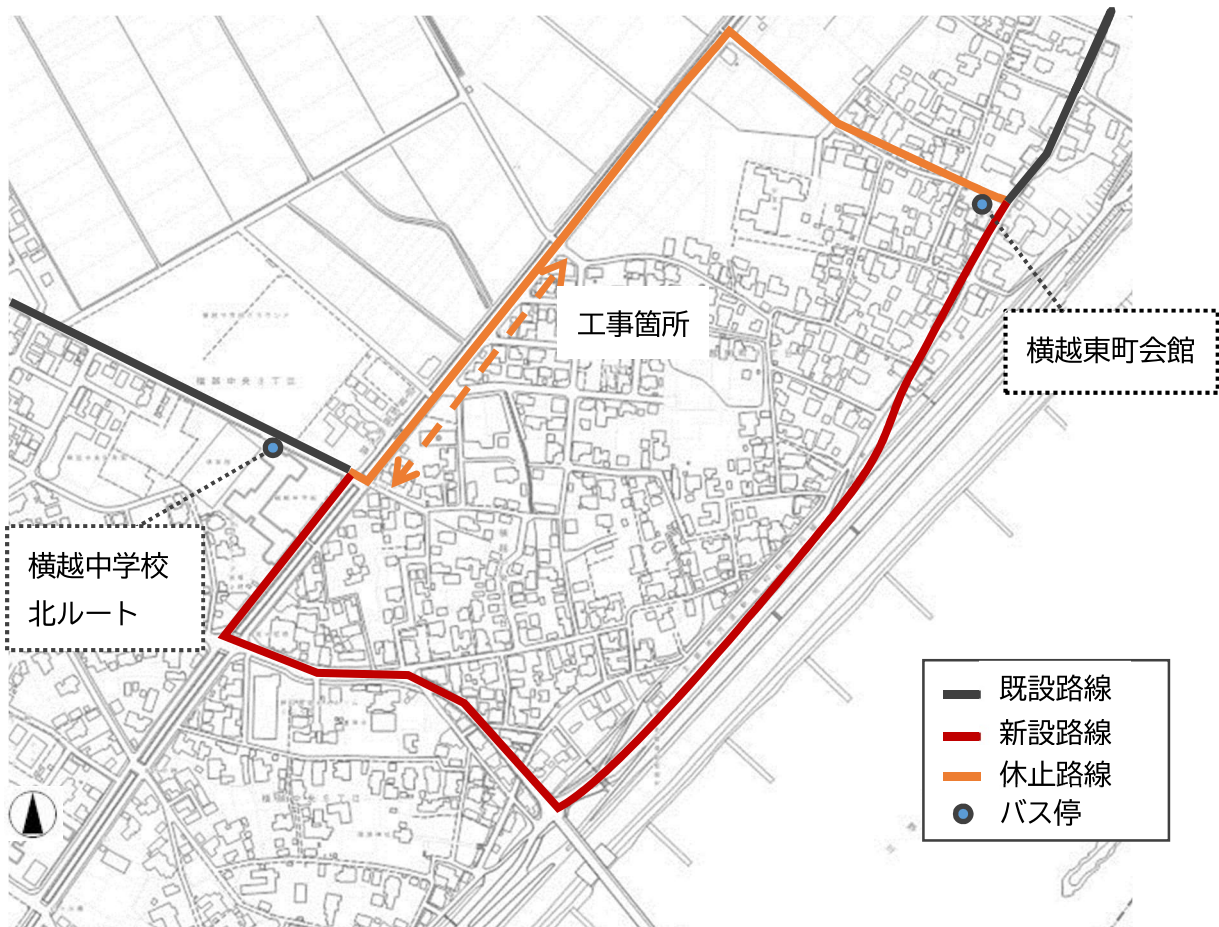 工事箇所
横越東町会館
横越中学校
北ルート
既設路線
新設路線
休止路線
バス停